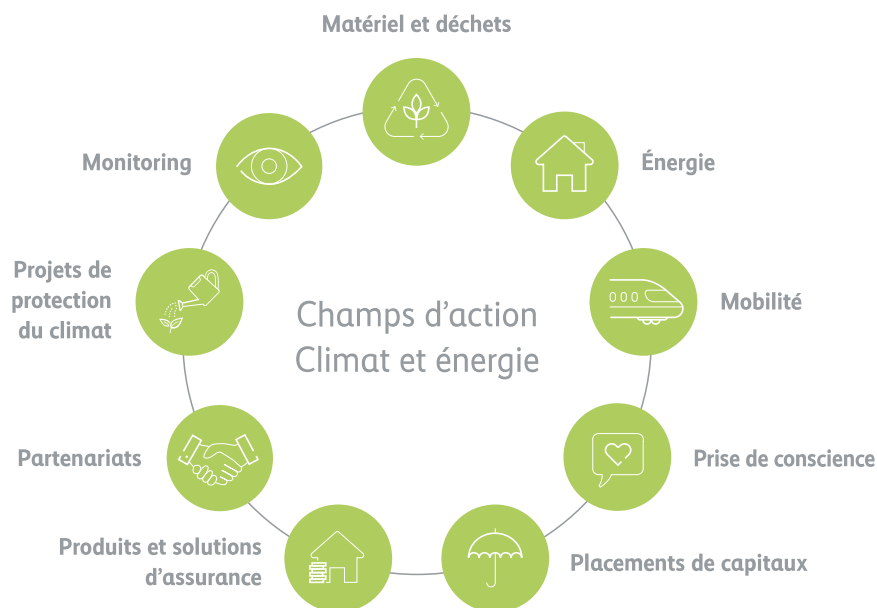 Matériel et déchets
Énergie
Mobilité
Prise de conscience
Placements de capitaux
Produits et solutions
d’assurance
Partenariats
Projets de
protection
du climat
Monitoring
Champs d’action
Climat et énergie